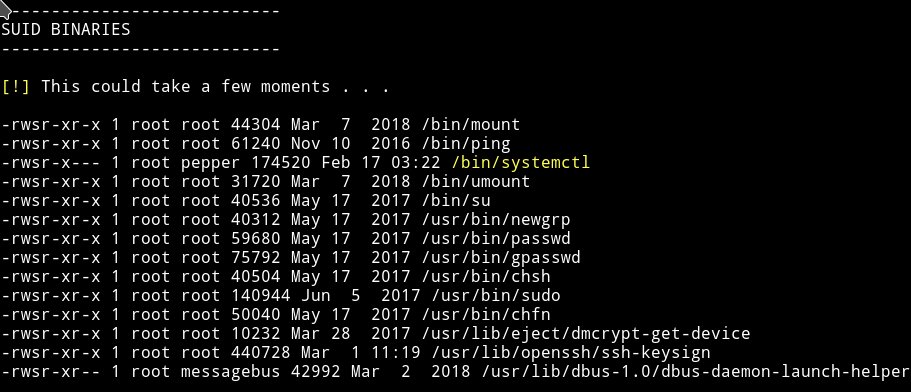 ----------------------------
SUID BINARIES
----------------------------
[!] This could take a few moments . . .
-rwsr-xr-x 1 root root 44304 Mar  7  2018 /bin/mount
-rwsr-xr-x 1 root root 61240 Nov 10  2016 /bin/ping
-rwsr-x--- 1 root pepper 174520 Feb 17 03:22 /bin/systemctl
-rwsr-xr-x 1 root root 31720 Mar  7  2018 /bin/umount
-rwsr-xr-x 1 root root 40536 May 17  2017 /bin/su
-rwsr-xr-x 1 root root 40312 May 17  2017 /usr/bin/newgrp
-rwsr-xr-x 1 root root 59680 May 17  2017 /usr/bin/passwd
-rwsr-xr-x 1 root root 75792 May 17  2017 /usr/bin/gpasswd
-rwsr-xr-x 1 root root 40504 May 17  2017 /usr/bin/chsh
-rwsr-xr-x 1 root root 140944 Jun  5  2017 /usr/bin/sudo
-rwsr-xr-x 1 root root 50040 May 17  2017 /usr/bin/chfn
-rwsr-xr-x 1 root root 10232 Mar 28  2017 /usr/lib/eject/dmcrypt-get-device
-rwsr-xr-x 1 root root 440728 Mar  1 11:19 /usr/lib/openssh/ssh-keysign
-rwsr-xr-- 1 root messagebus 42992 Mar  2  2018 /usr/lib/dbus-1.0/dbus-daemon-launch-helper